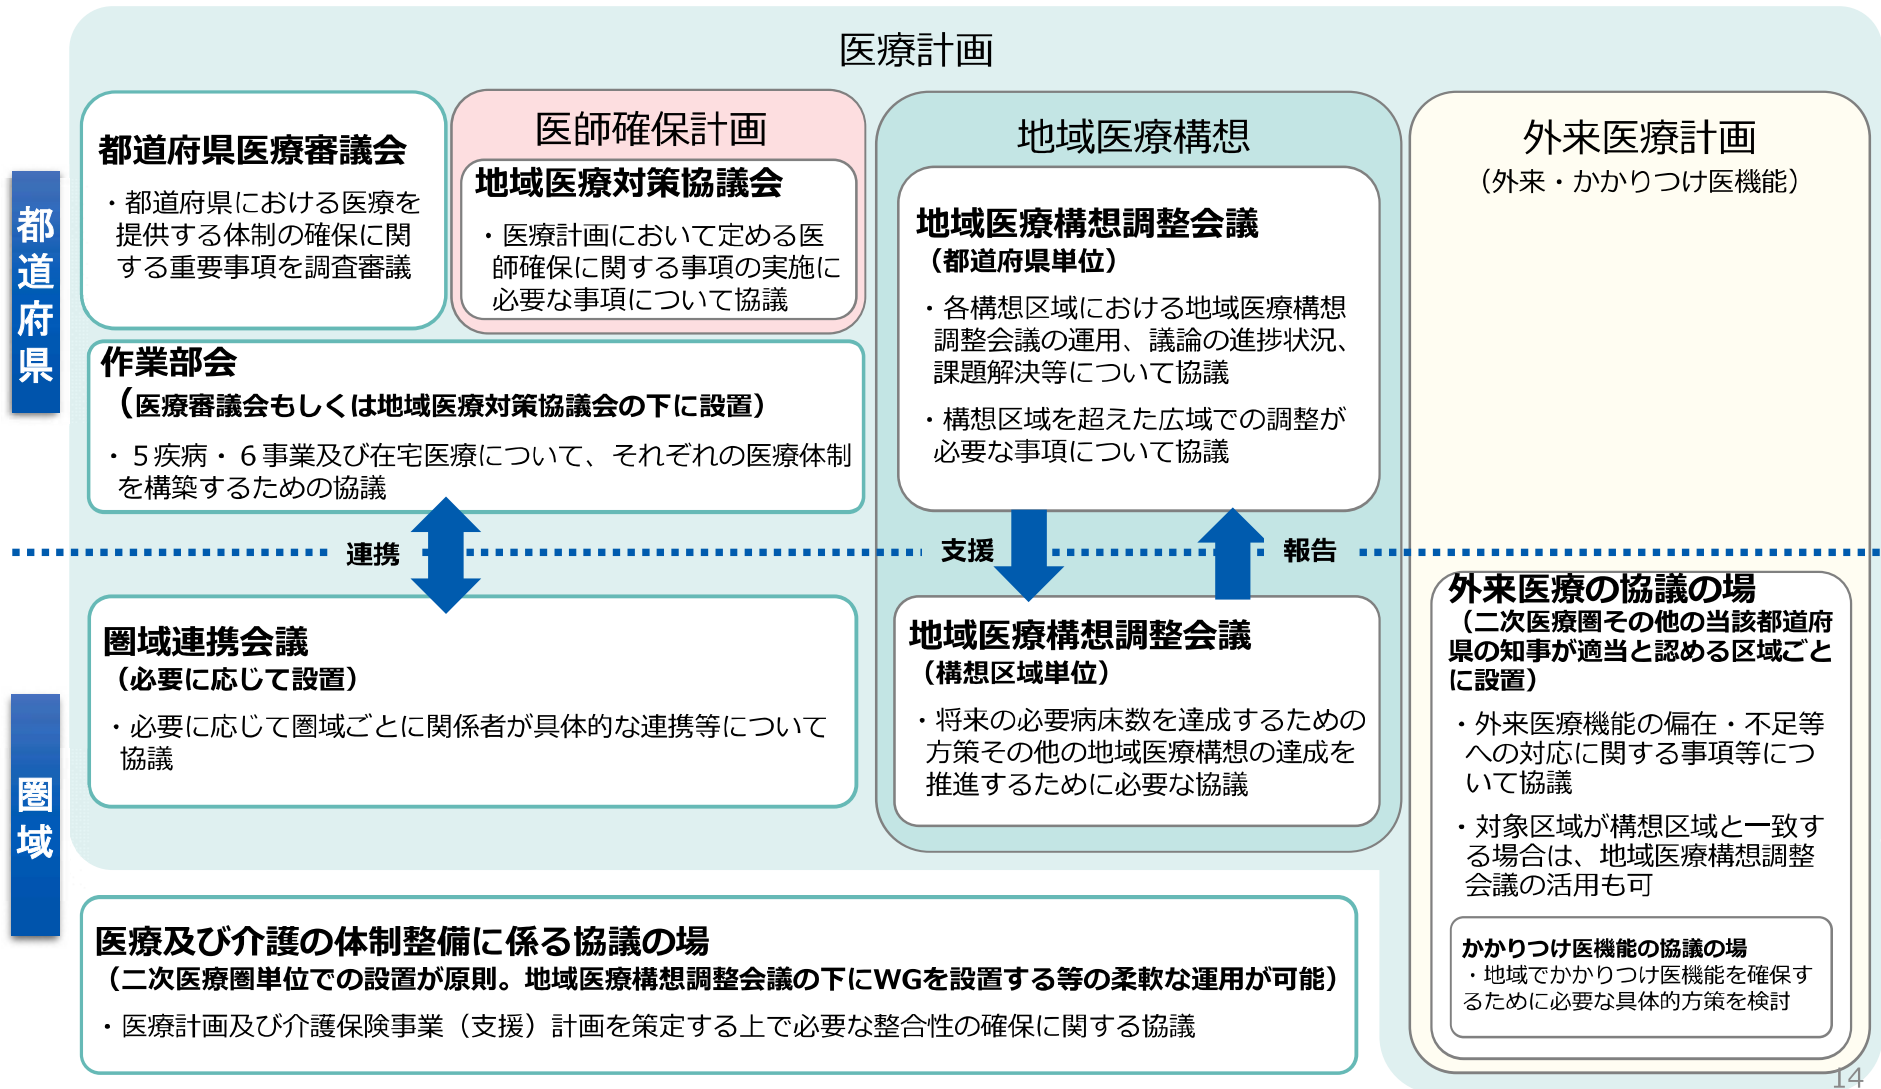 医療計画
都道府県
都道府県医療審議会
・都道府県における医療を
提供する体制の確保に関
する重要事項を調査審議
医師確保計画
地域医療対策協議会
・医療計画において定める医
師確保に関する事項の実施に
必要な事項について協議
作業部会
（医療審議会もしくは地域医療対策協議会の下に設置）
・５疾病・６事業及び在宅医療について、それぞれの医療体制
を構築するための協議
地域医療構想
地域医療構想調整会議
（都道府県単位）
・各構想区域における地域医療構想
調整会議の運用、議論の進捗状況、
課題解決等について協議
・構想区域を超えた広域での調整が
必要な事項について協議
外来医療計画
（外来・かかりつけ医機能）
連携
支援
報告
圏域
圏域連携会議
（必要に応じて設置）
・必要に応じて圏域ごとに関係者が具体的な連携等について
協議
地域医療構想調整会議
（構想区域単位）
・将来の必要病床数を達成するための
方策その他の地域医療構想の達成を
推進するために必要な協議
外来医療の協議の場
（二次医療圏その他の当該都道府
県の知事が適当と認める区域ごと
に設置）
・外来医療機能の偏在・不足等
への対応に関する事項等につ
いて協議
・対象区域が構想区域と一致す
る場合は、地域医療構想調整
会議の活用も可
かかりつけ医機能の協議の場
・地域でかかりつけ医機能を確保す
るために必要な具体的方策を検討
医療及び介護の体制整備に係る協議の場
（二次医療圏単位での設置が原則。地域医療構想調整会議の下にWGを設置する等の柔軟な運用が可能）
・医療計画及び介護保険事業（支援）計画を策定する上で必要な整合性の確保に関する協議
14